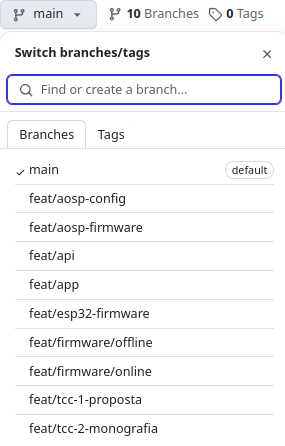 main
10 Branches
0 Tags
Switch branches/tags
Find or create a branch...
Branches
Tags
main
default
feat/aosp-config
feat/aosp-firmware
feat/api
feat/app
feat/esp32-firmware
feat/firmware/offline
feat/firmware/online
feat/tcc-1-proposta
feat/tcc-2-monografia